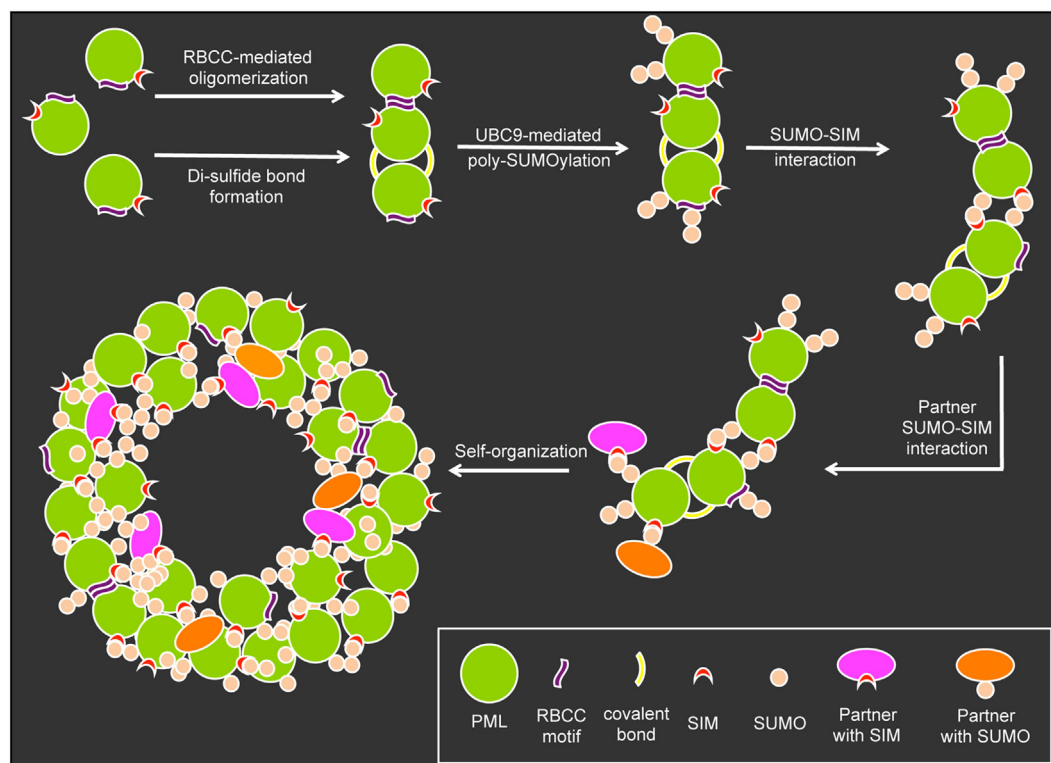 RBCC-mediated
oligomerization
Di-sulfide bond
formation
UBC9-mediated
poly-SUMOylation
SUMO-SIM
interaction
Partner
SUMO-SIM
interaction
Self-organization
PML
RBCC
motif
covalent
bond
SIM
SUMO
Partner
with SIM
Partner
with SUMO